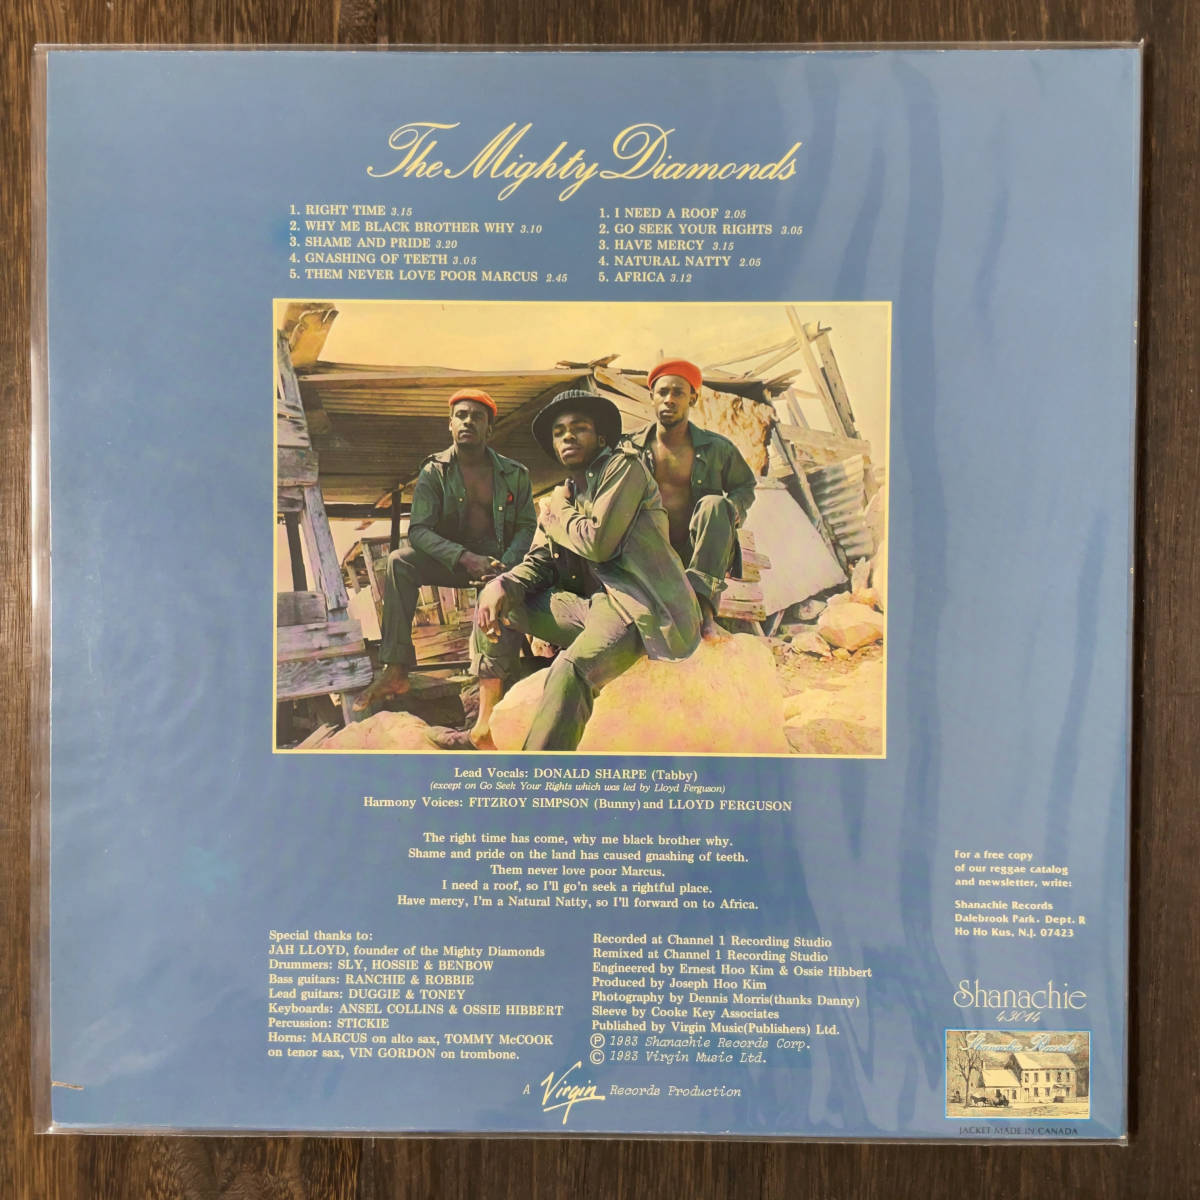 The Mighty Diamonds
1. RIGHT TIME 3.15
2. WHY ME BLACK BROTHER WHY 3.10
3. SHAME AND PRIDE 3.20
4. GNASHING OF TEETH 3.05
5. THEM NEVER LOVE POOR MARCUS 2.45
1. I NEED A ROOF 2.05
2. GO SEEK YOUR RIGHTS 3.05
3. HAVE MERCY 3.15
4. NATURAL NATTY 2.05
5. AFRICA 3.12
Lead Vocals: DONALD SHARPE (Tabby)
(except on Go Seek Your Rights which was led by Lloyd Ferguson)
Harmony Voices: FITZROY SIMPSON (Bunny) and LLOYD FERGUSON
The right time has come, why me black brother why.
Shame and pride on the land has caused gnashing of teeth.
Them never love poor Marcus.
I need a roof, so I'll go'n seek a rightful place.
Have mercy, I'm a Natural Natty, so I'll forward on to Africa.
Special thanks to:
JAH LLOYD, founder of the Mighty Diamonds
Drummers: SLY, HOSSIE & BENBOW
Bass guitars: RANCHIE & ROBBIE
Lead guitars: DUGGIE & TONEY
Keyboards: ANSEL COLLINS & OSSIE HIBBERT
Percussion: STICKIE
Horns: MARCUS on alto sax, TOMMY McCOOK
on tenor sax, VIN GORDON on trombone.
Recorded at Channel 1 Recording Studio
Remixed at Channel 1 Recording Studio
Engineered by Ernest Hoo Kim & Ossie Hibbert
Produced by Joseph Hoo Kim
Photography by Dennis Morris(thanks Danny)
Sleeve by Cooke Key Associates
Published by Virgin Music(Publishers) Ltd.
Ⓟ 1983 Shanachie Records Corp.
© 1983 Virgin Music Ltd.
A Virgin Records Production
For a free copy
of our reggae catalog
and newsletter, write:
Shanachie Records
Dalebrook Park. Dept. R
Ho Ho Kus, N.J. 07423
Shanachie
43014
Shanachie Records
JACKET MADE IN CANADA